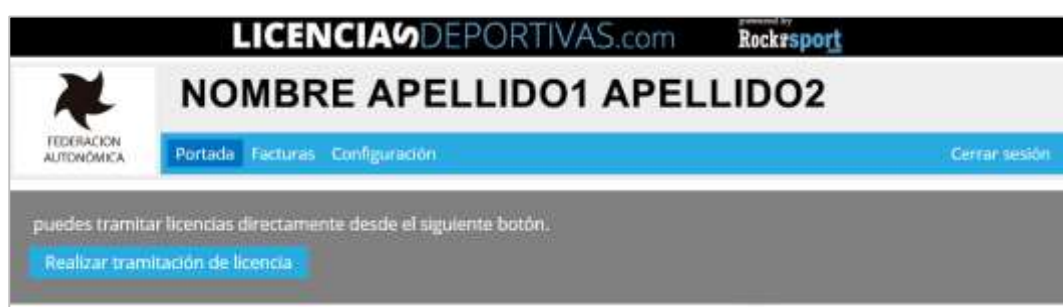 LICENCIASDEPORTIVAS.com
powered by
Rockrsport
NOMBRE APELLIDO1 APELLIDO2
FEDERACION
AUTONÓMICA
Portada Facturas Configuración Cerrar sesión
puedes tramitar licencias directamente desde el siguiente botón.
Realizar tramitación de licencia